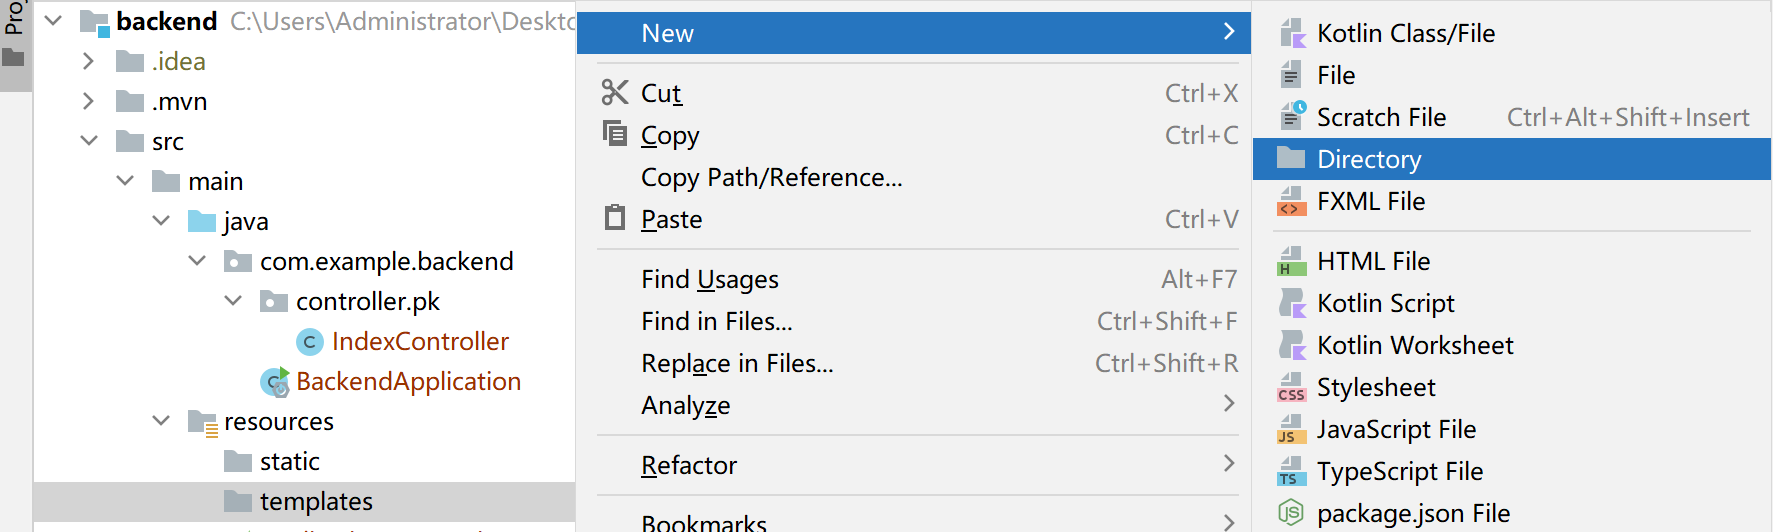 backend C:\Users\Administrator\Deskto
.idea
.mvn
src
main
java
com.example.backend
controller.pk
IndexController
BackendApplication
resources
static
templates
New
Cut Ctrl+X
Copy Ctrl+C
Copy Path/Reference...
Paste Ctrl+V
Find Usages Alt+F7
Find in Files... Ctrl+Shift+F
Replace in Files... Ctrl+Shift+R
Analyze
Refactor
Bookmarks
Kotlin Class/File
File
Scratch File Ctrl+Alt+Shift+Insert
Directory
FXML File
HTML File
Kotlin Script
Kotlin Worksheet
Stylesheet
JavaScript File
TypeScript File
package.json File